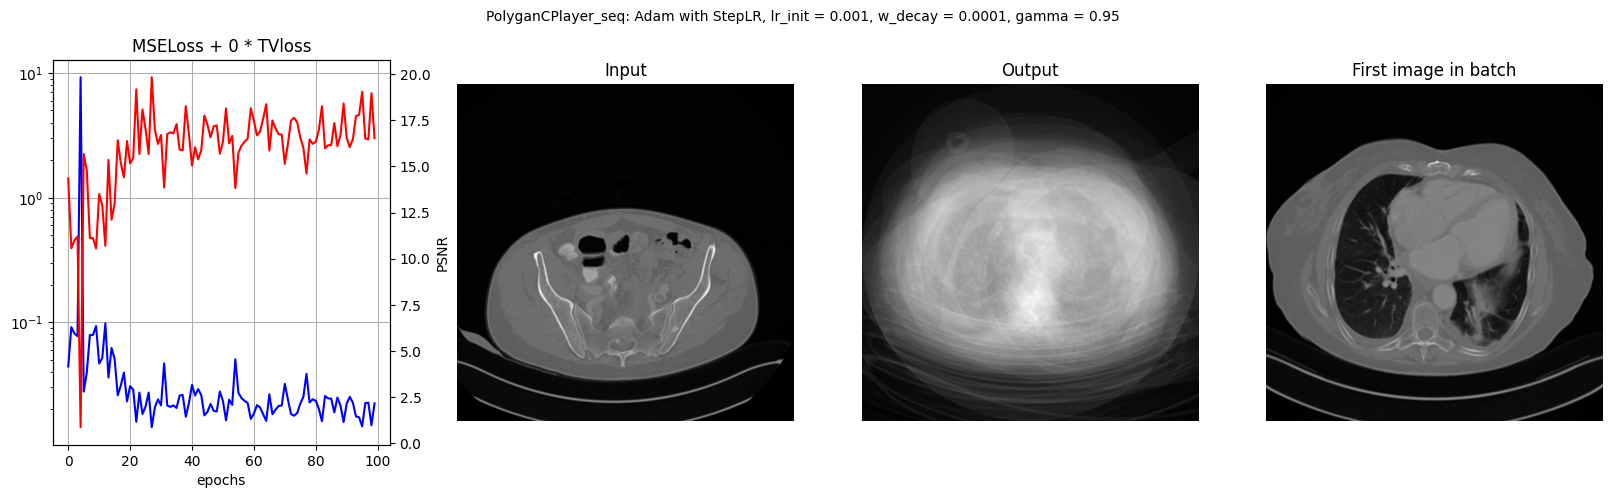 PolyganCPlayer_seq: Adam with StepLR, lr_init = 0.001, w_decay = 0.0001, gamma = 0.95
MSELoss + 0 * TVloss
Input
Output
First image in batch
10^1
10^0
10^-1
20.0
17.5
15.0
12.5
10.0
7.5
5.0
2.5
0.0
PSNR
0 20 40 60 80 100
epochs